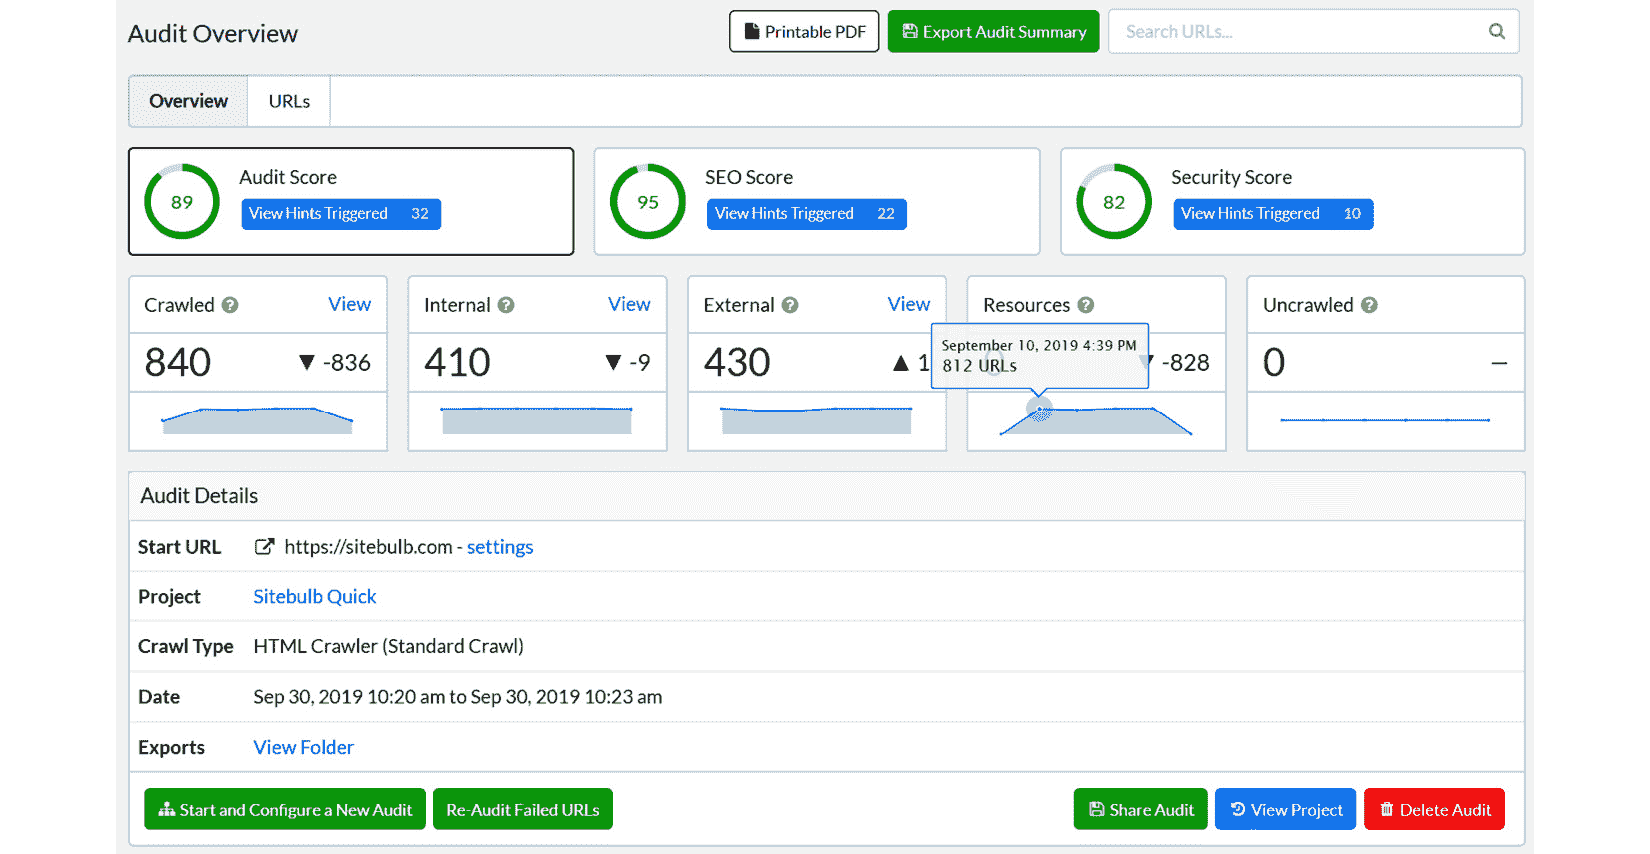 Audit Overview
Printable PDF
Export Audit Summary
Search URLs...
Overview
URLs
89
Audit Score
View Hints Triggered 32
95
SEO Score
View Hints Triggered 22
82
Security Score
View Hints Triggered 10
Crawled ? View
840 ▼ -836
Internal ? View
410 ▼ -9
External ? View
430 ▲ 1
Resources ?
0 ▼ -828
September 10, 2019 4:39 PM
812 URLs
Uncrawled ?
0 –
Audit Details
Start URL https://sitebulb.com - settings
Project Sitebulb Quick
Crawl Type HTML Crawler (Standard Crawl)
Date Sep 30, 2019 10:20 am to Sep 30, 2019 10:23 am
Exports View Folder
Start and Configure a New Audit
Re-Audit Failed URLs
Share Audit
View Project
Delete Audit